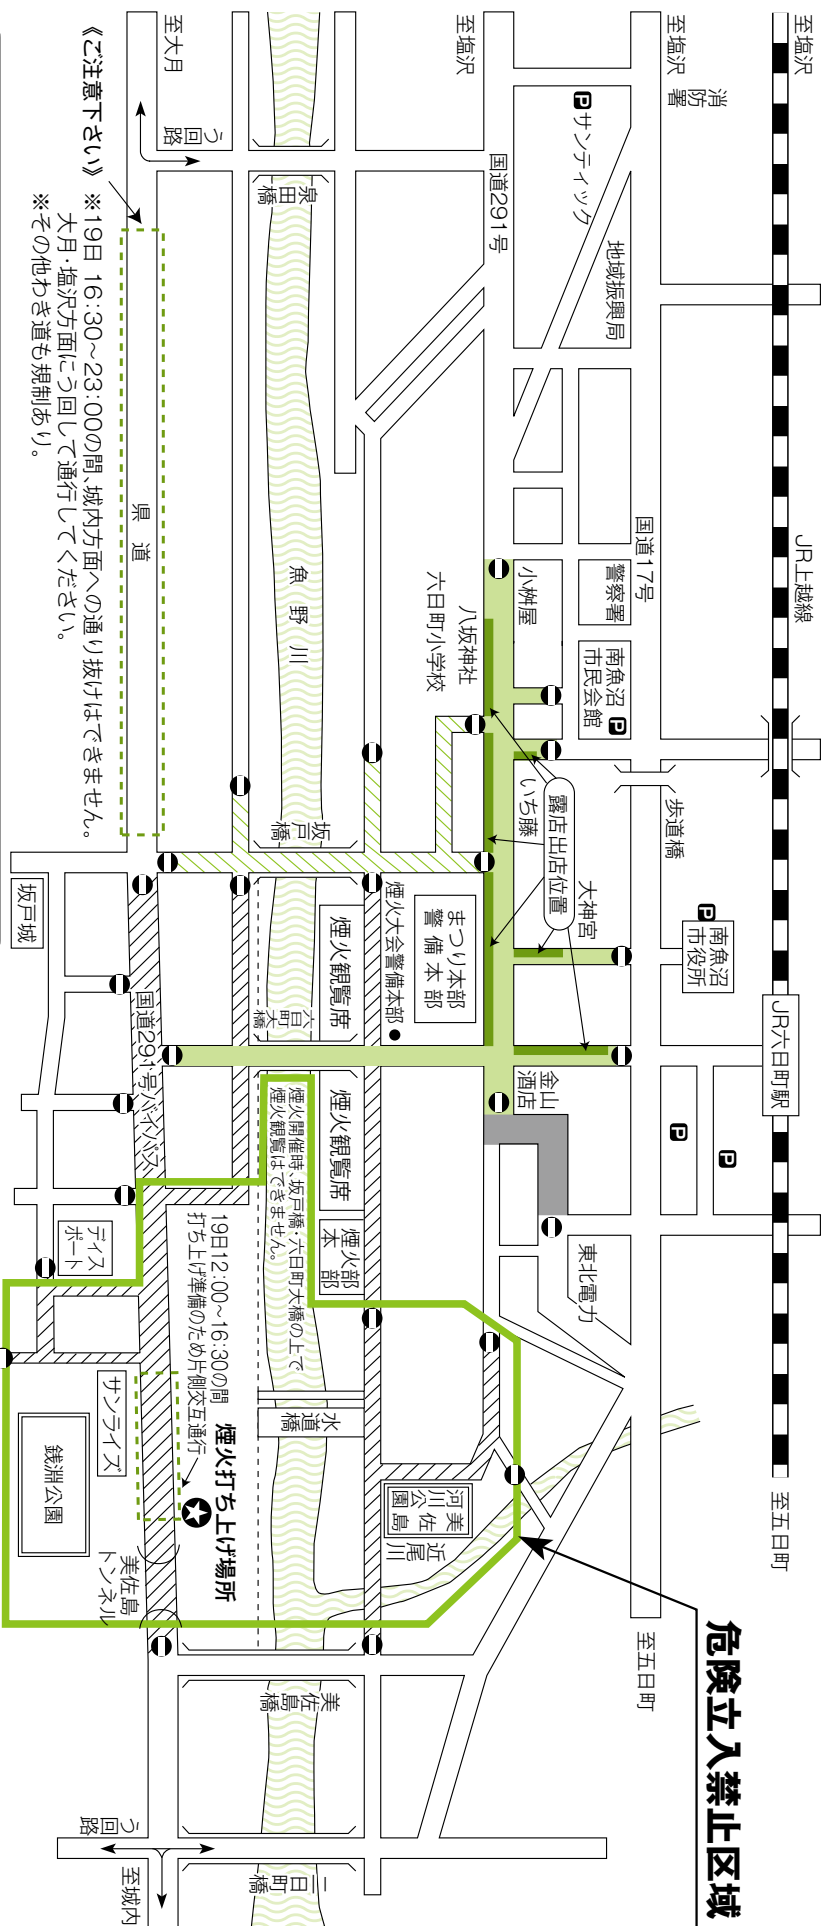 至塩沢
JR上越線
JR六日町駅
至五日町
至塩沢
消防
署
国道17号
歩道橋
P
南魚沼
市役所
P
P
至五日町
危険立入禁止区域
P サンティック
地域振興局
警察署
南魚沼
市民会館
P
大神宮
東北電力
至塩沢
国道291号
小桝屋
いち藤
露店出店位置
金山
酒店
八坂神社
六日町小学校
まつり本部
警備本部
煙火大会警備本部
美佐島
河川公園
近尾川
泉田橋
魚野川
坂戸橋
煙火観覧席
六日町大橋
煙火観覧席
煙火部
本部
煙火開催時、坂戸橋、六日町大橋の上で
煙火観覧はできません。
水道橋
美佐島橋
二日町橋
う回路
19日12:00〜16:30の間
打ち上げ準備のため片側交互通行
煙火打ち上げ場所
至大月
県道
国道291号バイパス
美佐島
トンネル
う回路
至城内
《ご注意下さい》
※19日 16:30〜23:00の間、城内方面への通り抜けはできません。
大月・塩沢方面にう回して通行してください。
※その他わき道も規制あり。
坂戸城
ディス
ポート
サンライズ
銭淵公園